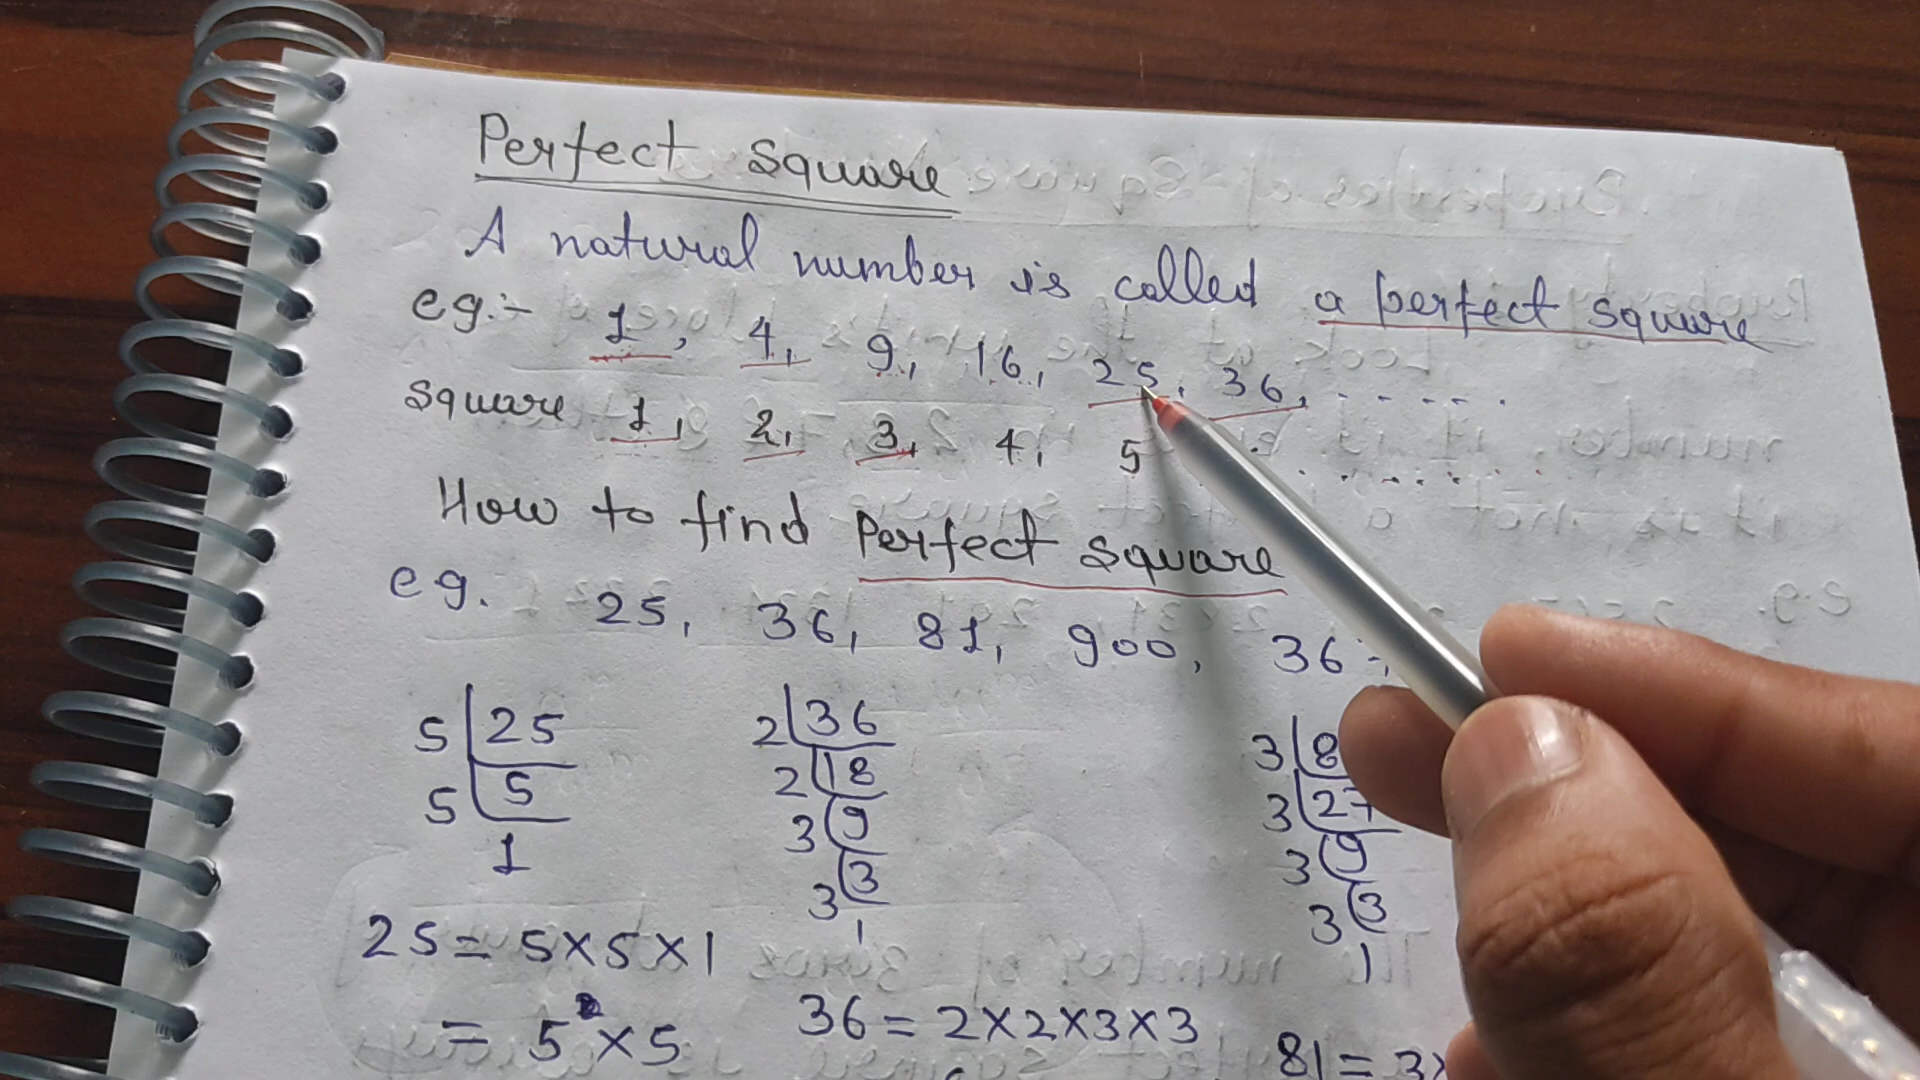 Perfect square
A natural number is called a perfect square
eg:- 1, 4, 9, 16, 25, 36, ......
square 1, 2, 3, 4, 5 ......
How to find perfect square
eg. 25, 36, 81, 900, 36
5 25 2 36 3 8
5 5 2 18 3 27
1 3 9 3 9
3 3 3 3
1 1
25 = 5×5×1
= 5²×5 36 = 2×2×3×3 81 = 3×